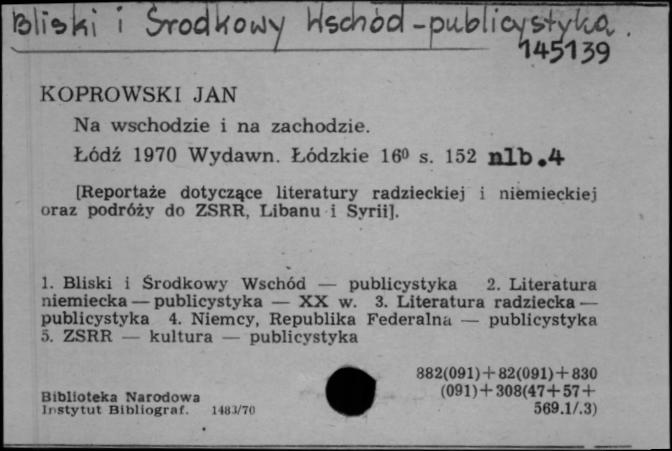 Bliski i Środkowy Wschód - publicystyka.
145139
KOPROWSKI JAN
Na wschodzie i na zachodzie.
Łódź 1970 Wydawn. Łódzkie 16⁰ s. 152 nlb.4
[Reportaże dotyczące literatury radzieckiej i niemieckiej
oraz podróży do ZSRR, Libanu i Syrii].
1. Bliski i Środkowy Wschód — publicystyka 2. Literatura
niemiecka — publicystyka — XX w. 3. Literatura radziecka —
publicystyka 4. Niemcy, Republika Federalna — publicystyka
5. ZSRR — kultura — publicystyka
882(091)+82(091)+830
(091)+308(47+57+
569.1/.3)
Biblioteka Narodowa
Instytut Bibliograf. 1483/70